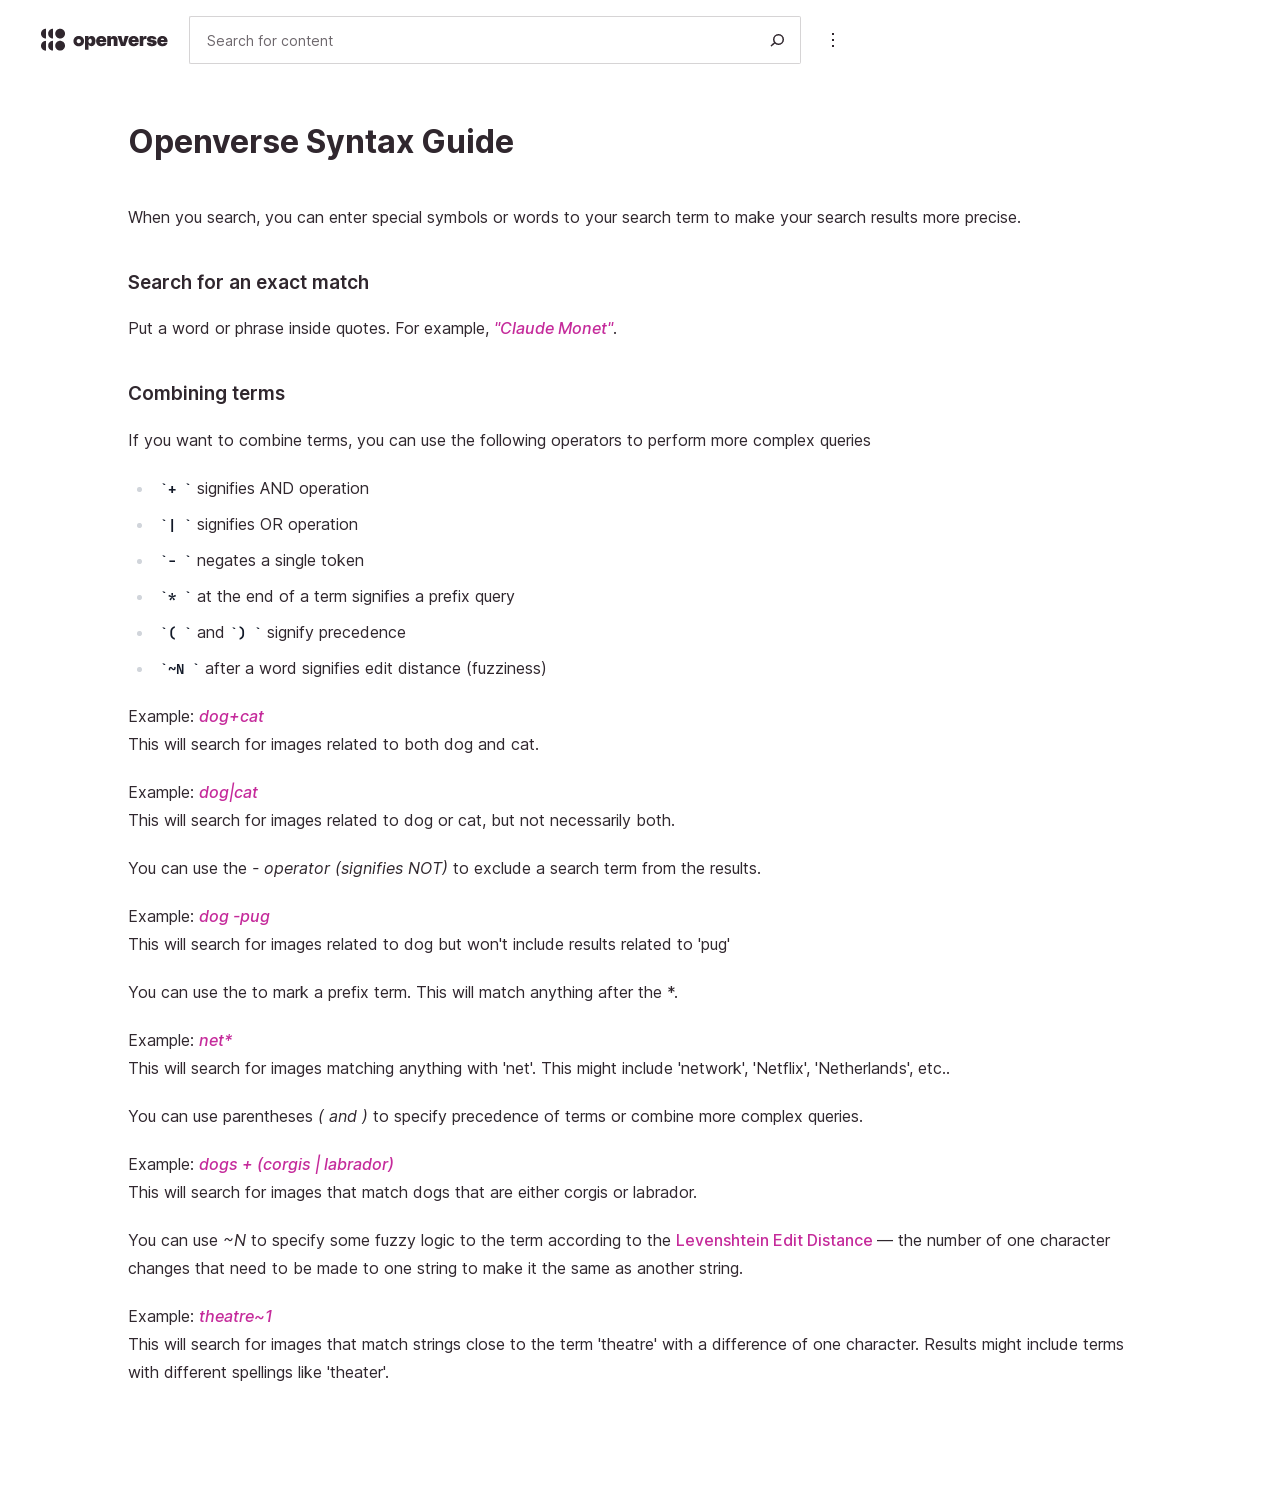 openverse
Search for content
Openverse Syntax Guide
When you search, you can enter special symbols or words to your search term to make your search results more precise.
Search for an exact match
Put a word or phrase inside quotes. For example, "Claude Monet".
Combining terms
If you want to combine terms, you can use the following operators to perform more complex queries
`+ ` signifies AND operation
`| ` signifies OR operation
`- ` negates a single token
`* ` at the end of a term signifies a prefix query
`( ` and `) ` signify precedence
`~N ` after a word signifies edit distance (fuzziness)
Example: dog+cat
This will search for images related to both dog and cat.
Example: dog|cat
This will search for images related to dog or cat, but not necessarily both.
You can use the - operator (signifies NOT) to exclude a search term from the results.
Example: dog -pug
This will search for images related to dog but won't include results related to 'pug'
You can use the to mark a prefix term. This will match anything after the *.
Example: net*
This will search for images matching anything with 'net'. This might include 'network', 'Netflix', 'Netherlands', etc..
You can use parentheses ( and ) to specify precedence of terms or combine more complex queries.
Example: dogs + (corgis | labrador)
This will search for images that match dogs that are either corgis or labrador.
You can use ~N to specify some fuzzy logic to the term according to the Levenshtein Edit Distance — the number of one character
changes that need to be made to one string to make it the same as another string.
Example: theatre~1
This will search for images that match strings close to the term 'theatre' with a difference of one character. Results might include terms
with different spellings like 'theater'.